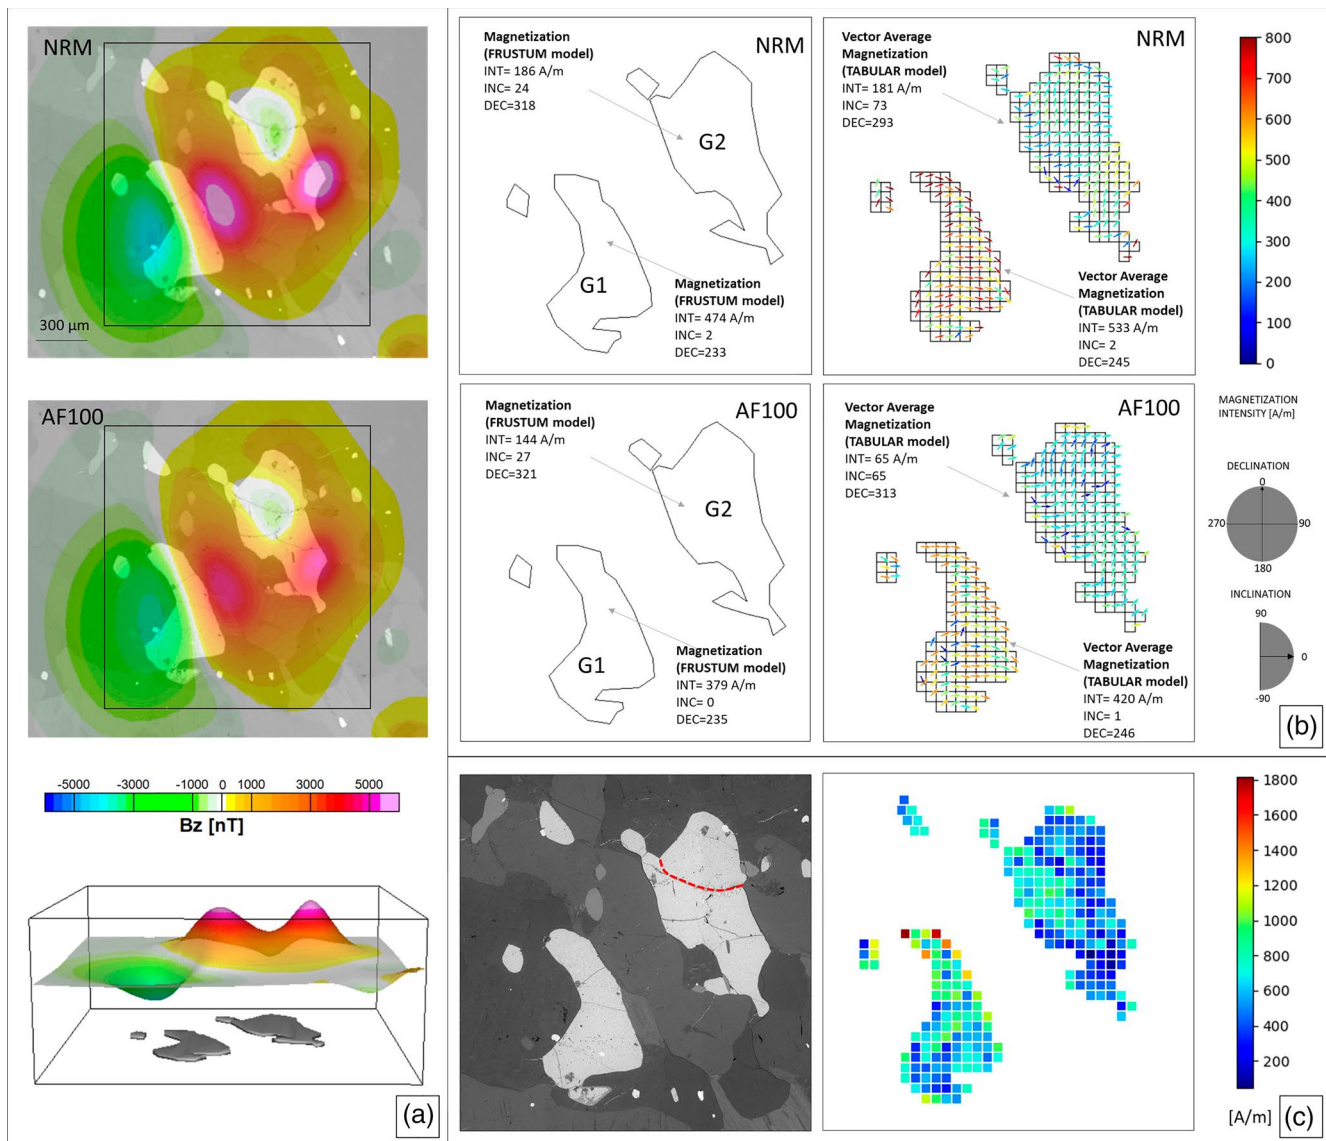 NRM
300 µm
AF100
-5000
-3000
-1000
0
1000
3000
5000
Bz [nT]
(a)
Magnetization
(FRUSTUM model)
INT= 186 A/m
INC= 24
DEC=318
NRM
G2
G1
Magnetization
(FRUSTUM model)
INT= 474 A/m
INC= 2
DEC=233
Vector Average
Magnetization
(TABULAR model)
INT= 181 A/m
INC= 73
DEC=293
NRM
Vector Average
Magnetization
(TABULAR model)
INT= 533 A/m
INC= 2
DEC=245
800
700
600
500
400
300
200
100
0
Magnetization
(FRUSTUM model)
INT= 144 A/m
INC= 27
DEC=321
AF100
G2
G1
Magnetization
(FRUSTUM model)
INT= 379 A/m
INC= 0
DEC=235
Vector Average
Magnetization
(TABULAR model)
INT= 65 A/m
INC=65
DEC=313
AF100
Vector Average
Magnetization
(TABULAR model)
INT= 420 A/m
INC= 1
DEC=246
MAGNETIZATION
INTENSITY [A/m]
DECLINATION
0
270
90
180
INCLINATION
90
0
-90
(b)
1800
1600
1400
1200
1000
800
600
400
200
[A/m]
(c)